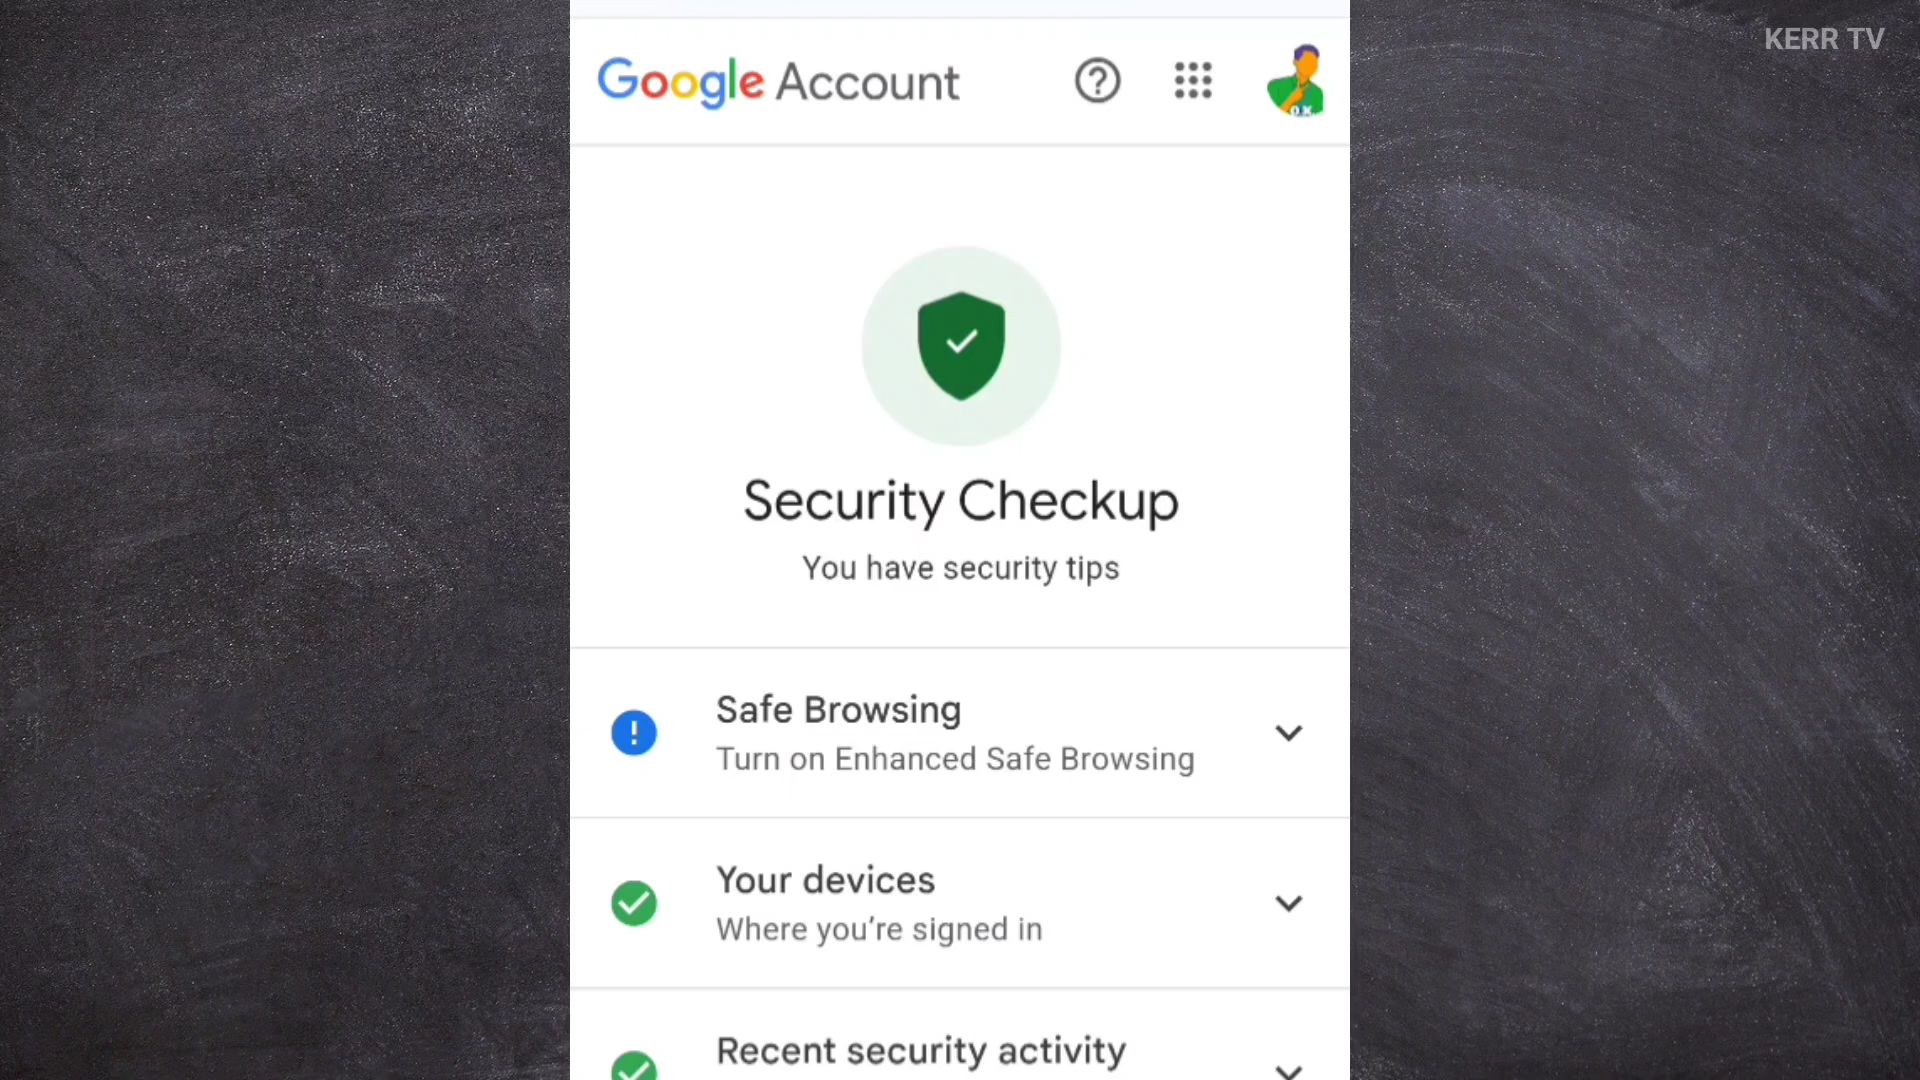 KERR TV
Google Account
O.K.
Security Checkup
You have security tips
Safe Browsing
Turn on Enhanced Safe Browsing
Your devices
Where you’re signed in
Recent security activity